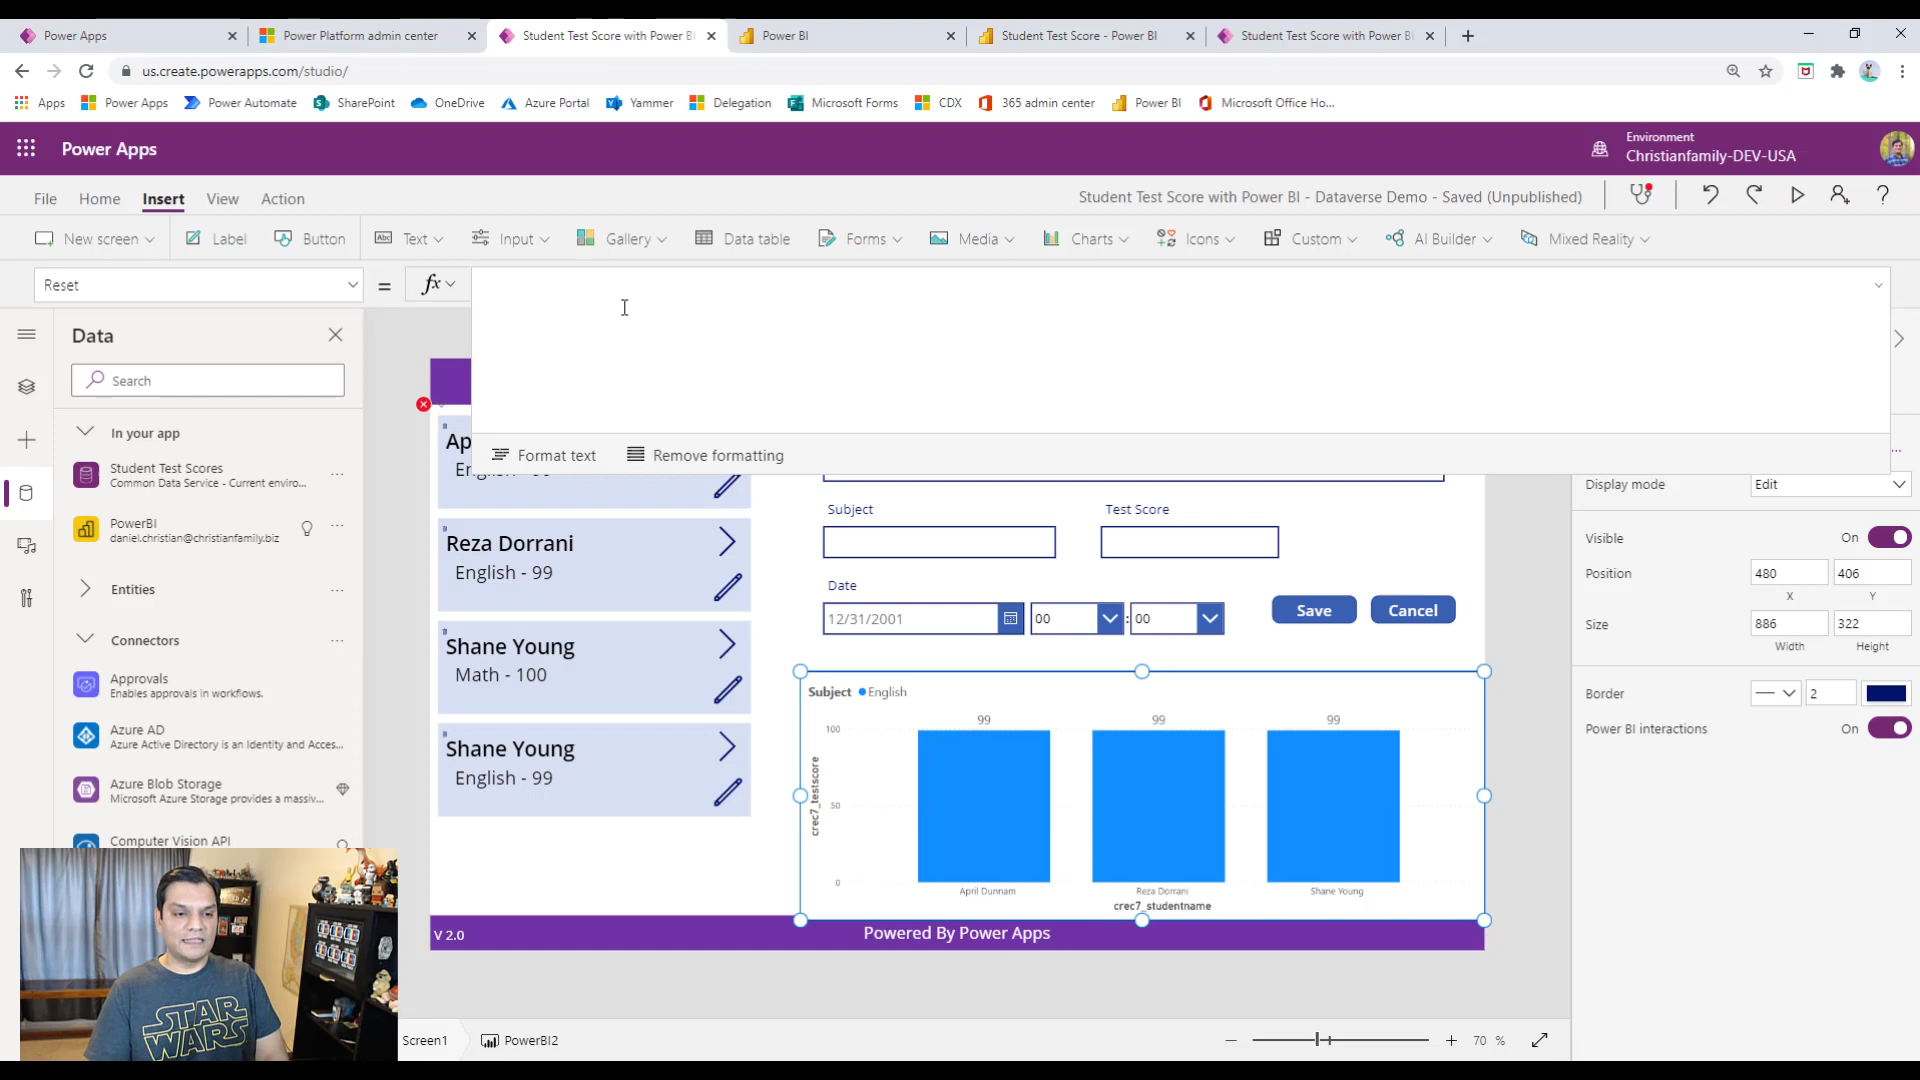 Power Apps
Power Platform admin center
Student Test Score with Power B
Power BI
Student Test Score - Power BI
Student Test Score with Power B
us.create.powerapps.com/studio/
Apps
Power Apps
Power Automate
SharePoint
OneDrive
Azure Portal
Yammer
Delegation
Microsoft Forms
CDX
365 admin center
Power BI
Microsoft Office Ho...
Power Apps
Environment
Christianfamily-DEV-USA
File
Home
Insert
View
Action
Student Test Score with Power BI - Dataverse Demo - Saved (Unpublished)
New screen
Label
Button
Text
Input
Gallery
Data table
Forms
Media
Charts
Icons
Custom
AI Builder
Mixed Reality
Reset
=
fx
Format text
Remove formatting
Data
Search
In your app
Student Test Scores
Common Data Service - Current enviro...
PowerBI
daniel.christian@christianfamily.biz
Entities
Connectors
Approvals
Enables approvals in workflows.
Azure AD
Azure Active Directory is an Identity and Acces...
Azure Blob Storage
Microsoft Azure Storage provides a massiv...
Computer Vision API
Ap
Reza Dorrani
English - 99
Shane Young
Math - 100
Shane Young
English - 99
Subject
Test Score
Date
12/31/2001
00
:
00
Save
Cancel
Subject
English
99
99
99
100
50
0
crec7_testscore
April Dunnam
Reza Dorrani
Shane Young
crec7_studentname
V 2.0
Powered By Power Apps
Display mode
Edit
Visible
On
Position
480
406
X
Y
Size
886
322
Width
Height
Border
2
Power BI interactions
On
STAR
WARS
Screen1
PowerBI2
70 %